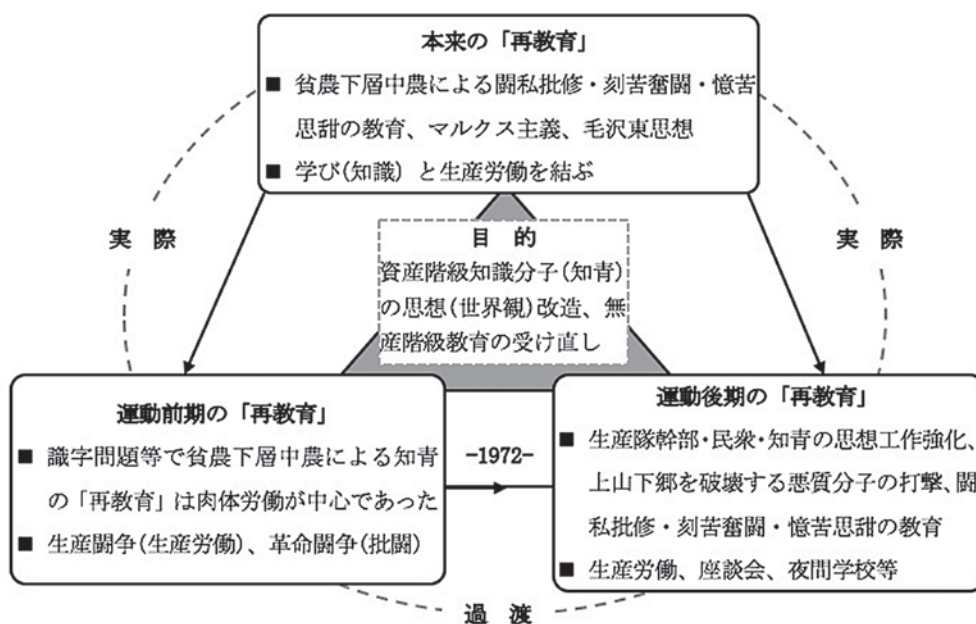 本来の「再教育」
■ 貧農下層中農による闘私批修・刻苦奮闘・憶苦
思甜の教育、マルクス主義、毛沢東思想
■ 学び(知識) と生産労働を結ぶ
実 際
目 的
資産階級知識分子(知青)
の思想(世界観)改造、無
産階級教育の受け直し
実 際
運動前期の「再教育」
■ 識字問題等で貧農下層中農による知青
の「再教育」は肉体労働が中心であった
■ 生産闘争(生産労働)、革命闘争(批闘)
-1972-
運動後期の「再教育」
■ 生産隊幹部・民衆・知青の思想工作強化、
上山下郷を破壊する悪質分子の打撃、闘
私批修・刻苦奮闘・憶苦思甜の教育
■ 生産労働、座談会、夜間学校等
過 渡